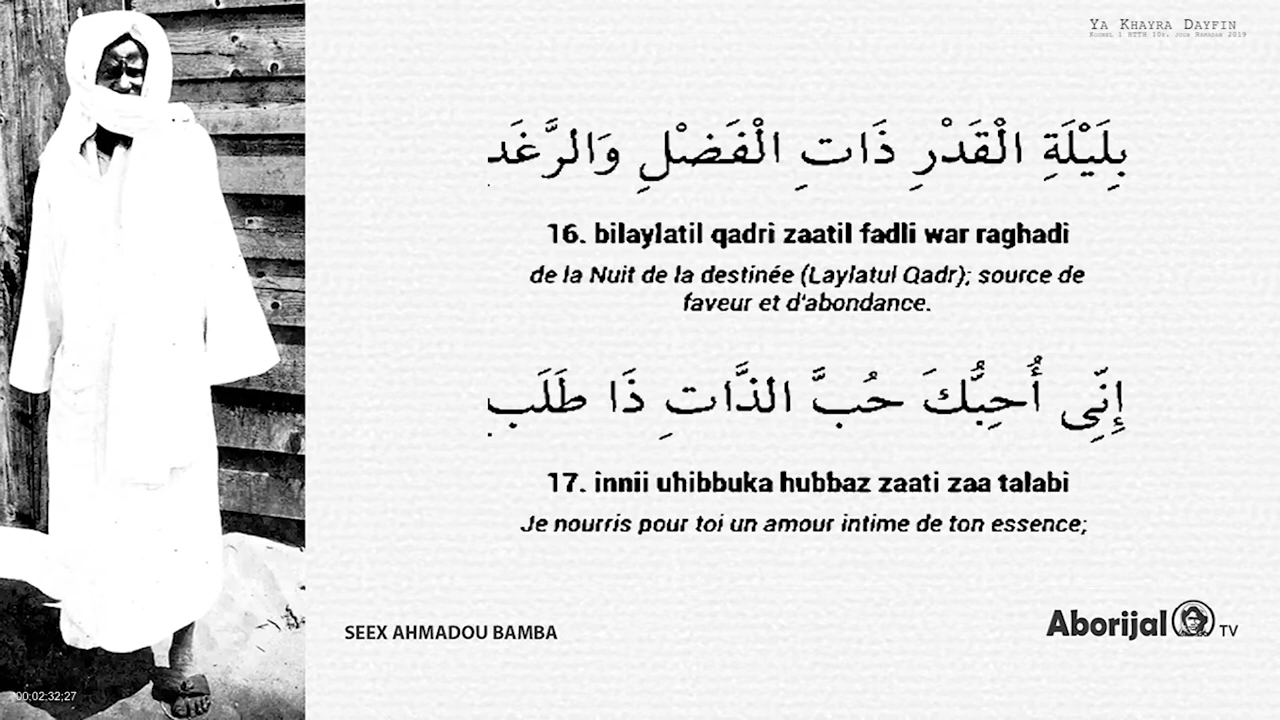 Ya Khayra Dayfin
بِلَيْلَةِ الْقَدْرِ ذَاتِ الْفَضْلِ وَالرَّغَدِ
16. bilaylatil qadri zaatil fadli war raghadi
de la Nuit de la destinée (Laylatul Qadr); source de
faveur et d'abondance.
إِنِّى أُحِبُّكَ حُبَّ الذَّاتِ ذَا طَلَبِ
17. innii uhibbuka hubbaz zaati zaa talabi
Je nourris pour toi un amour intime de ton essence;
SEEX AHMADOU BAMBA
Aborijal TV
00;02;32;27